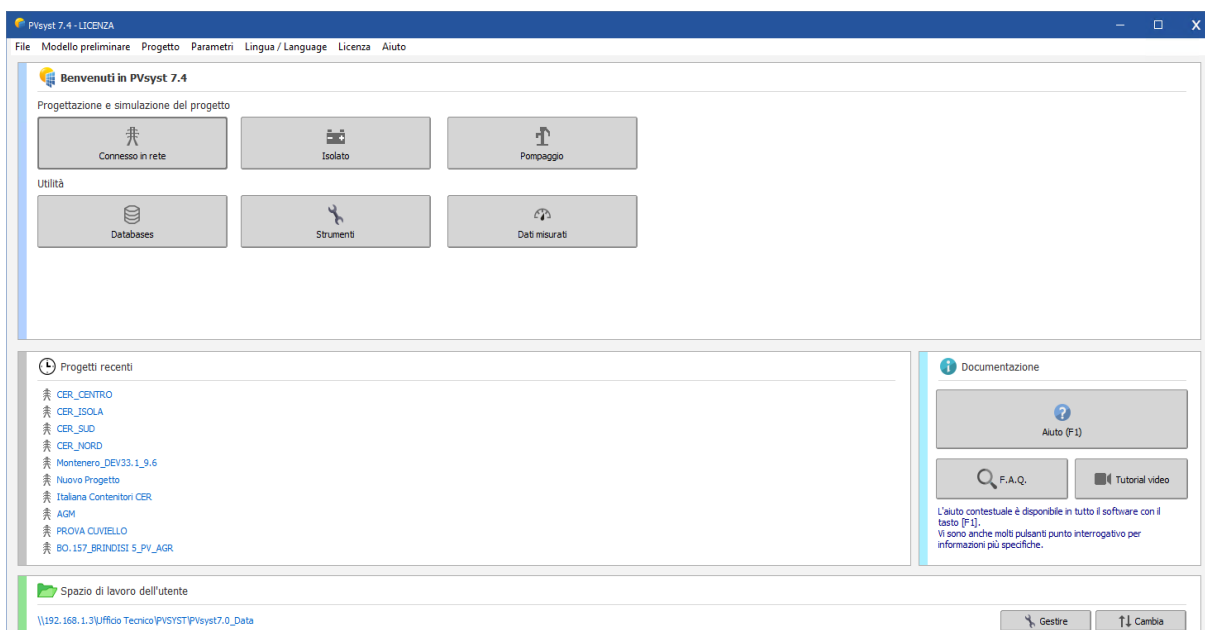 PVsyst 7.4 - LICENZA
File Modello preliminare Progetto Parametri Lingua / Language Licenza Aiuto
Benvenuti in PVsyst 7.4
Progettazione e simulazione del progetto
Connesso in rete
Isolato
Pompaggio
Utilità
Databases
Strumenti
Dati misurati
Progetti recenti
CER_CENTRO
CER_ISOLA
CER_SUD
CER_NORD
Montenero_DEV33.1_9.6
Nuovo Progetto
Italiana Contenitori CER
AGM
PROVA CUVIELLO
BO.157_BRINDISI 5_PV_AGR
Documentazione
Aiuto (F1)
F.A.Q.
Tutorial video
L'aiuto contestuale è disponibile in tutto il software con il
tasto [F1].
Vi sono anche molti pulsanti punto interrogativo per
informazioni più specifiche.
Spazio di lavoro dell'utente
\\192.168.1.3\Ufficio Tecnico\PVSYST\PVsyst7.0_Data
Gestire
Cambia